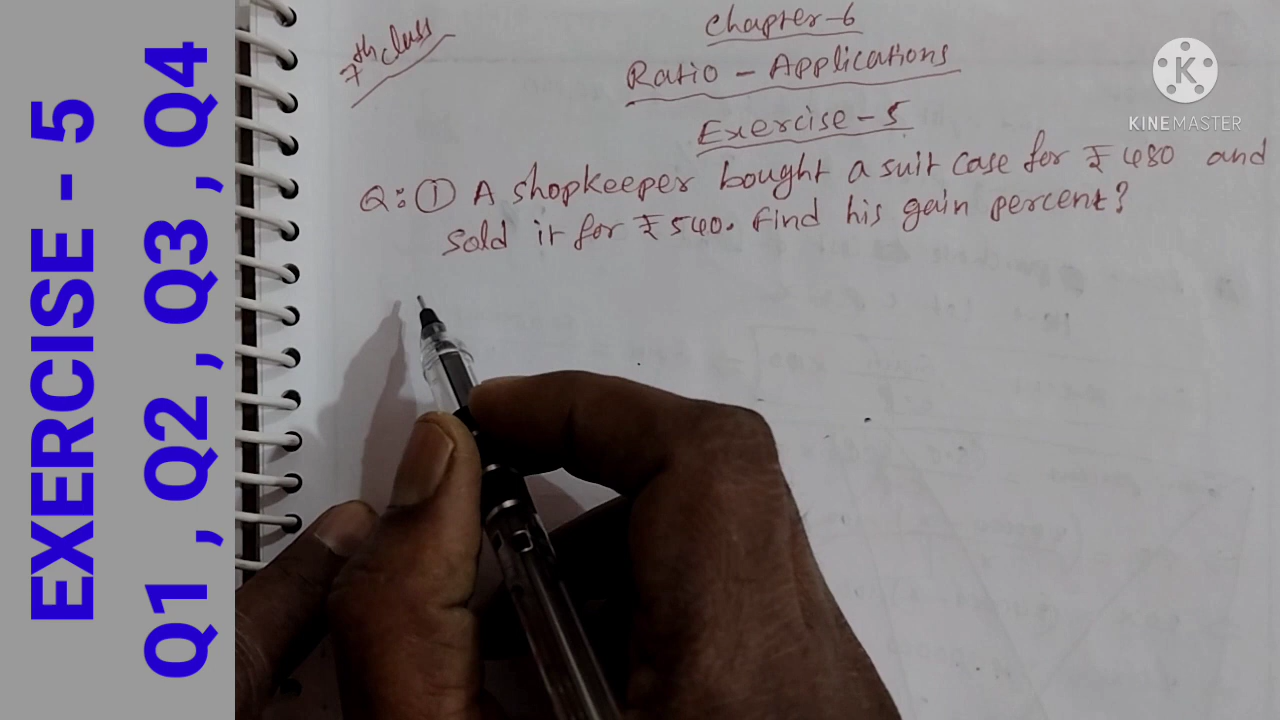 EXERCISE - 5
Q1 , Q2 , Q3 , Q4
7th class
Chapter-6
Ratio - Applications
Exercise-5
Q: ① A shopkeeper bought a suit case for ₹ 480 and
sold it for ₹ 540. Find his gain percent?
K
KINEMASTER